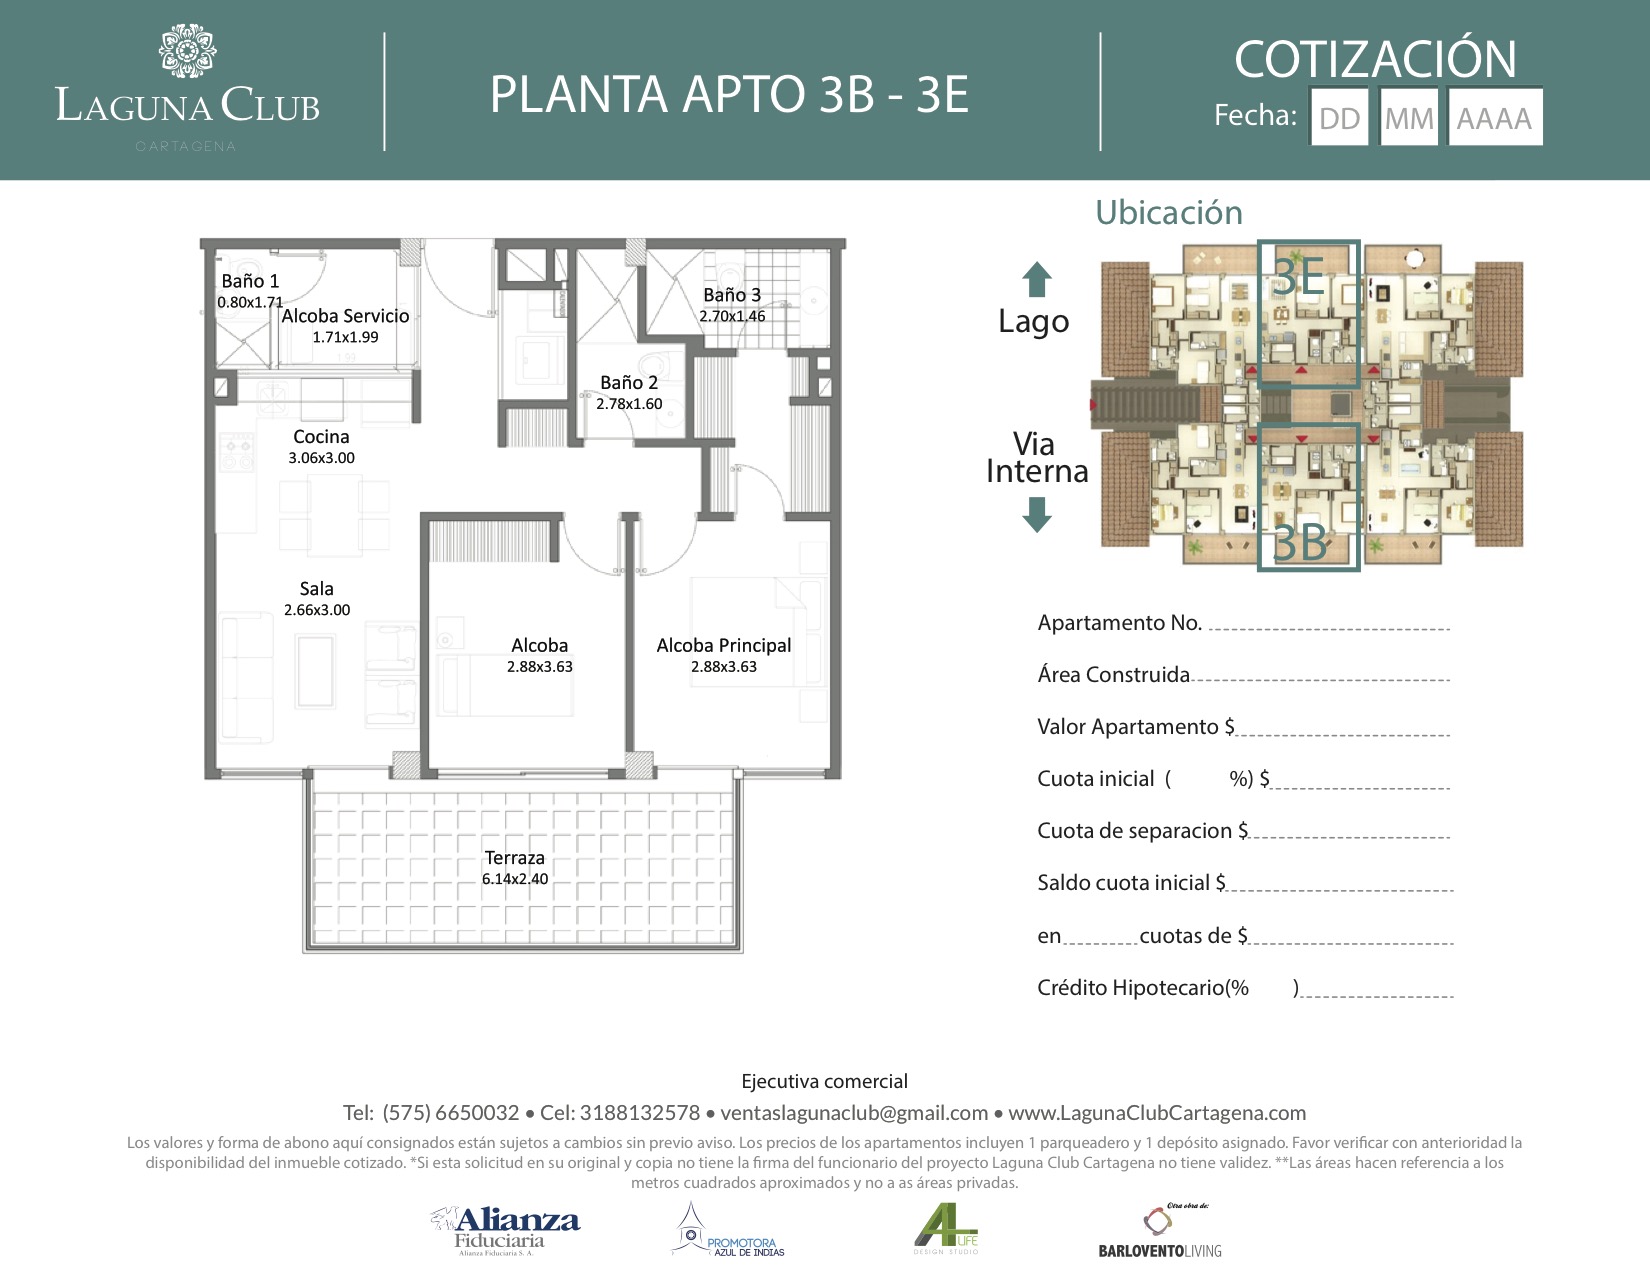 LAGUNA CLUB
CARTAGENA
PLANTA APTO 3B - 3E
COTIZACIÓN
Fecha: DD MM AAAA
Baño 1
0.80x1.71
Alcoba Servicio
1.71x1.99
Baño 3
2.70x1.46
Baño 2
2.78x1.60
Cocina
3.06x3.00
Sala
2.66x3.00
Alcoba
2.88x3.63
Alcoba Principal
2.88x3.63
Terraza
6.14x2.40
Ubicación
Lago
Via
Interna
3E
3B
Apartamento No.
Área Construida
Valor Apartamento $
Cuota inicial ( %) $
Cuota de separacion $
Saldo cuota inicial $
en cuotas de $
Crédito Hipotecario(% )
Ejecutiva comercial
Tel: (575) 6650032 • Cel: 3188132578 • ventaslagunaclub@gmail.com • www.LagunaClubCartagena.com
Los valores y forma de abono aquí consignados están sujetos a cambios sin previo aviso. Los precios de los apartamentos incluyen 1 parqueadero y 1 depósito asignado. Favor verificar con anterioridad la
disponibilidad del inmueble cotizado. *Si esta solicitud en su original y copia no tiene la firma del funcionario del proyecto Laguna Club Cartagena no tiene validez. **Las áreas hacen referencia a los
metros cuadrados aproximados y no a as áreas privadas.
Alianza
Fiduciaria
Alianza Fiduciaria S. A.
PROMOTORA
AZUL DE INDIAS
AL LIFE
DESIGN STUDIO
Otra obra de:
BARLOVENTO LIVING